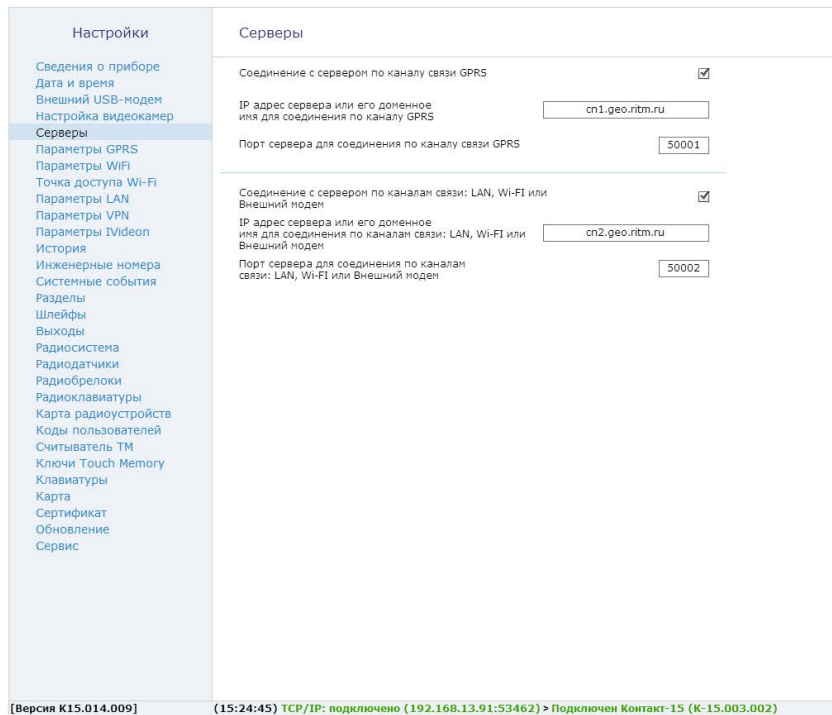 Настройки
Сведения о приборе
Дата и время
Внешний USB-модем
Настройка видеокамер
Серверы
Параметры GPRS
Параметры WiFi
Точка доступа Wi-Fi
Параметры LAN
Параметры VPN
Параметры IVideon
История
Инженерные номера
Системные события
Разделы
Шлейфы
Выходы
Радиосистема
Радиодатчики
Радиобрелоки
Радиоклавиатуры
Карта радиоустройств
Коды пользователей
Считыватель TM
Ключи Touch Memory
Клавиатуры
Карта
Сертификат
Обновление
Сервис
Серверы
Соединение с сервером по каналу связи GPRS
IP адрес сервера или его доменное
имя для соединения по каналу GPRS
cn1.geo.ritm.ru
Порт сервера для соединения по каналу связи GPRS
50001
Соединение с сервером по каналам связи: LAN, Wi-FI или
Внешний модем
IP адрес сервера или его доменное
имя для соединения по каналам связи: LAN, Wi-FI или
Внешний модем
cn2.geo.ritm.ru
Порт сервера для соединения по каналам
связи: LAN, Wi-FI или Внешний модем
50002
[Версия K15.014.009]
(15:24:45) TCP/IP: подключено (192.168.13.91:53462) > Подключен Контакт-15 (K-15.003.002)